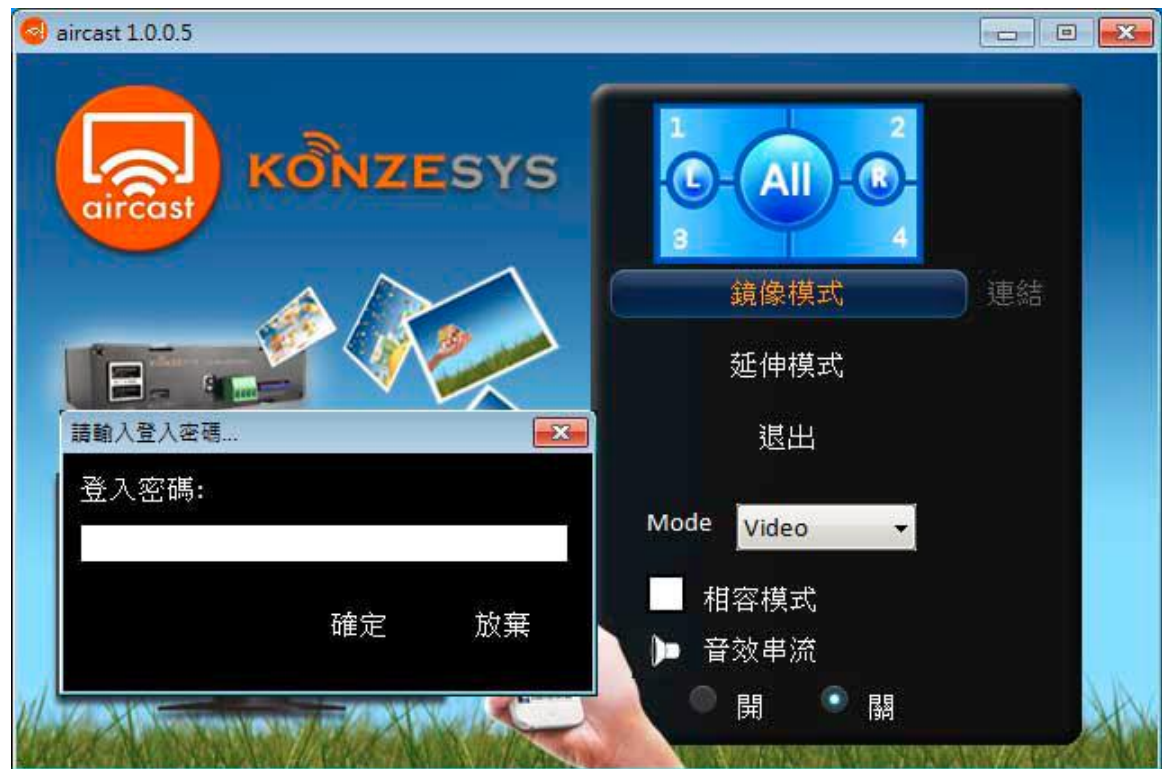 aircast 1.0.0.5
aircast
KONZESYS
1 2
L All R
3 4
鏡像模式 連結
延伸模式
退出
請輸入登入密碼...
登入密碼:
確定 放棄
Mode Video
相容模式
音效串流
開 關